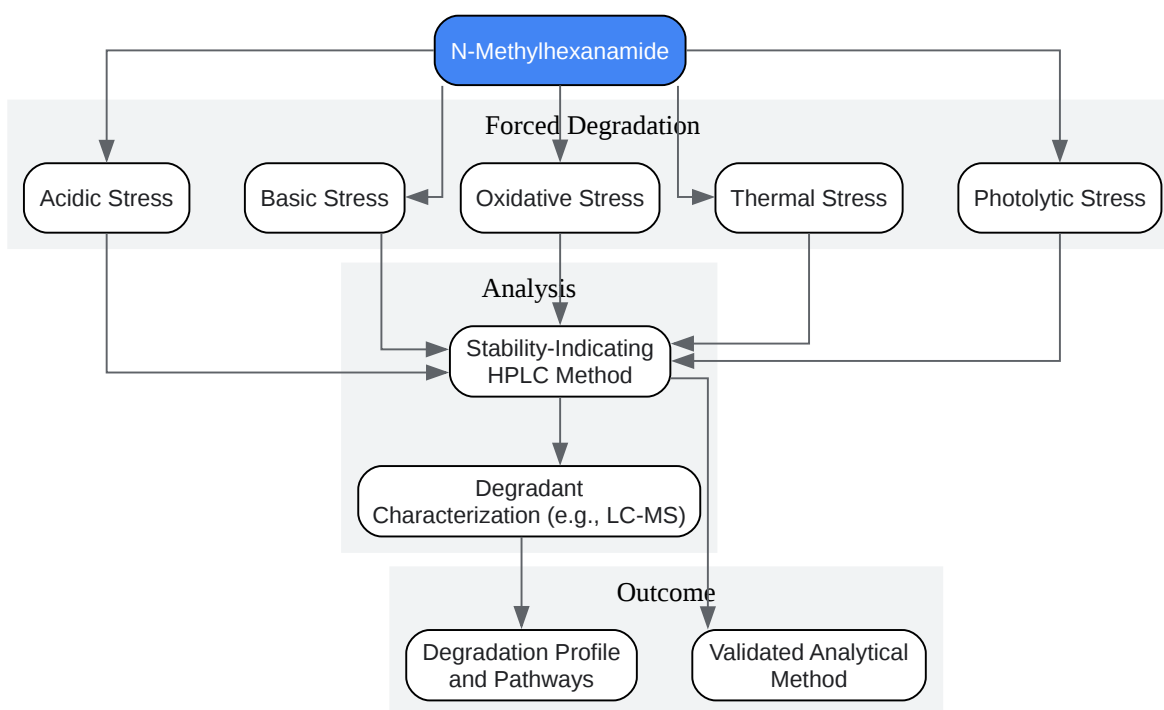 N-Methylhexanamide
Forced Degradation
Acidic Stress
Basic Stress
Oxidative Stress
Thermal Stress
Photolytic Stress
Analysis
Stability-Indicating
HPLC Method
Degradant
Characterization (e.g., LC-MS)
Outcome
Degradation Profile
and Pathways
Validated Analytical
Method